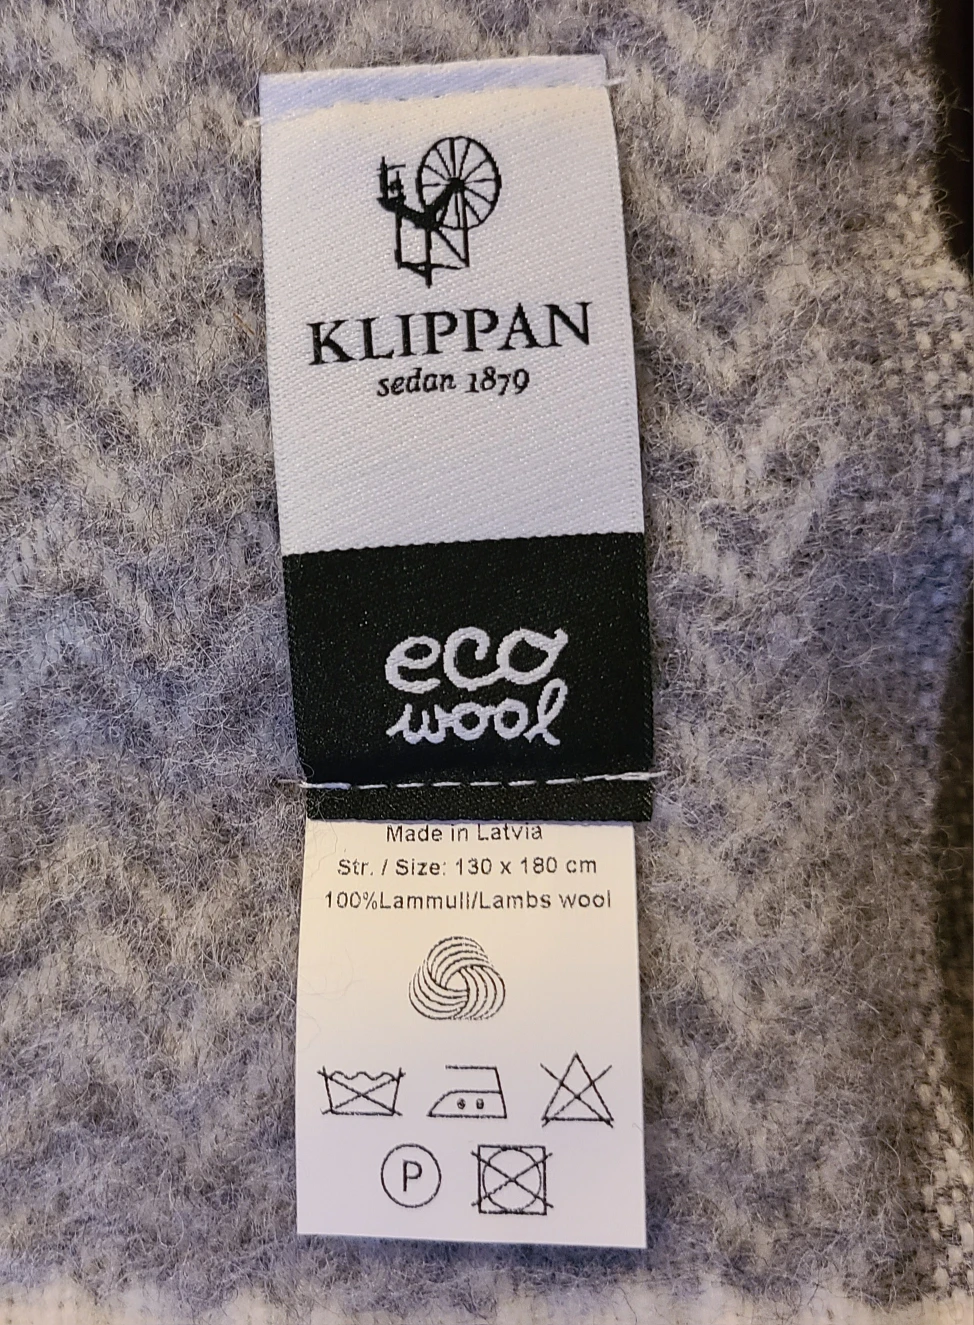 KLIPPAN
sedan 1879
eco
wool
Made in Latvia
Str. / Size: 130 x 180 cm
100%Lammull/Lambs wool
P